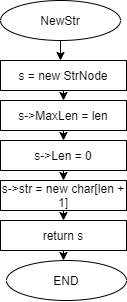 NewStr
s = new StrNode
s->MaxLen = len
s->Len = 0
s->str = new char[len +
1]
return s
END